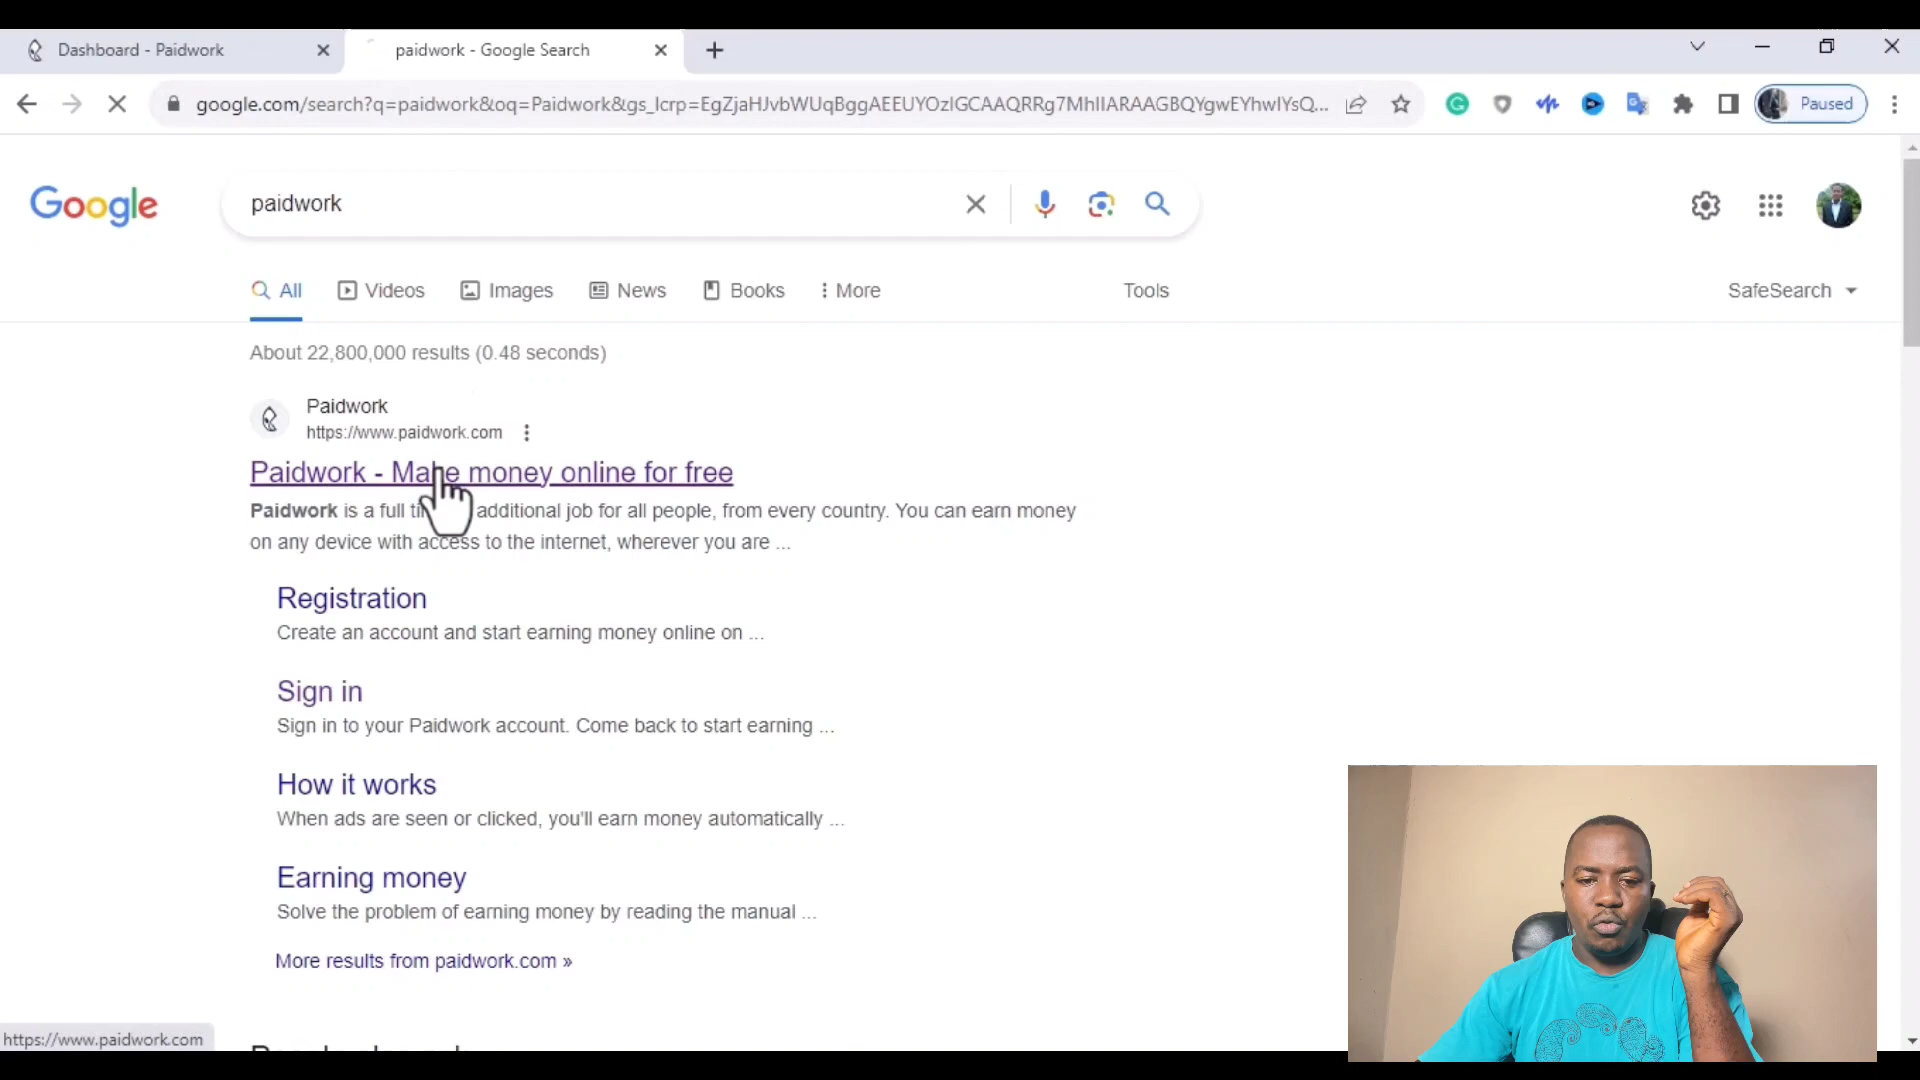 Dashboard - Paidwork
paidwork - Google Search
google.com/search?q=paidwork&oq=Paidwork&gs_lcrp=EgZjaHJvbWUqBggAEEUYOzIGCAAQRRg7MhIIARAAGBQYgwEYhwIYsQ...
Paused
Google
paidwork
All
Videos
Images
News
Books
More
Tools
SafeSearch
About 22,800,000 results (0.48 seconds)
Paidwork
https://www.paidwork.com
Paidwork - Make money online for free
Paidwork is a full additional job for all people, from every country. You can earn money
on any device with access to the internet, wherever you are ...
Registration
Create an account and start earning money online on ...
Sign in
Sign in to your Paidwork account. Come back to start earning ...
How it works
When ads are seen or clicked, you'll earn money automatically ...
Earning money
Solve the problem of earning money by reading the manual ...
More results from paidwork.com »
https://www.paidwork.com